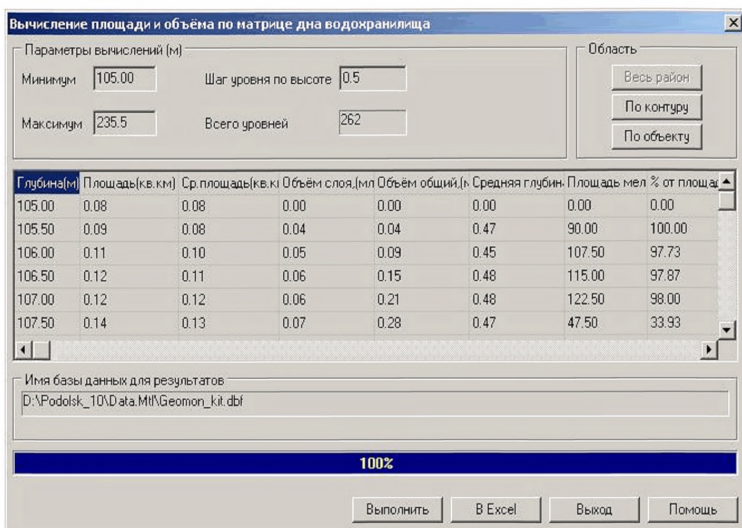 Вычисление площади и объёма по матрице дна водохранилища
Параметры вычислений (м)
Минимум 105.00 Шаг уровня по высоте 0.5
Максимум 235.5 Всего уровней 262
Область
Весь район
По контуру
По объекту
Глубина(м) Площадь(кв.км) Ср.площадь(кв.кı Объём слоя,(мл Объём общий,(м Средняя глубин Площадь мел % от площад
105.00 0.08 0.08 0.00 0.00 0.00 0.00 0.00
105.50 0.09 0.08 0.04 0.04 0.47 90.00 100.00
106.00 0.11 0.10 0.05 0.09 0.45 107.50 97.73
106.50 0.12 0.11 0.06 0.15 0.48 115.00 97.87
107.00 0.12 0.12 0.06 0.21 0.48 122.50 98.00
107.50 0.14 0.13 0.07 0.28 0.47 47.50 33.93
Имя базы данных для результатов
D:\Podolsk_10\Data.Mtl\Geomon_kit.dbf
100%
Выполнить В Excel Выход Помощь